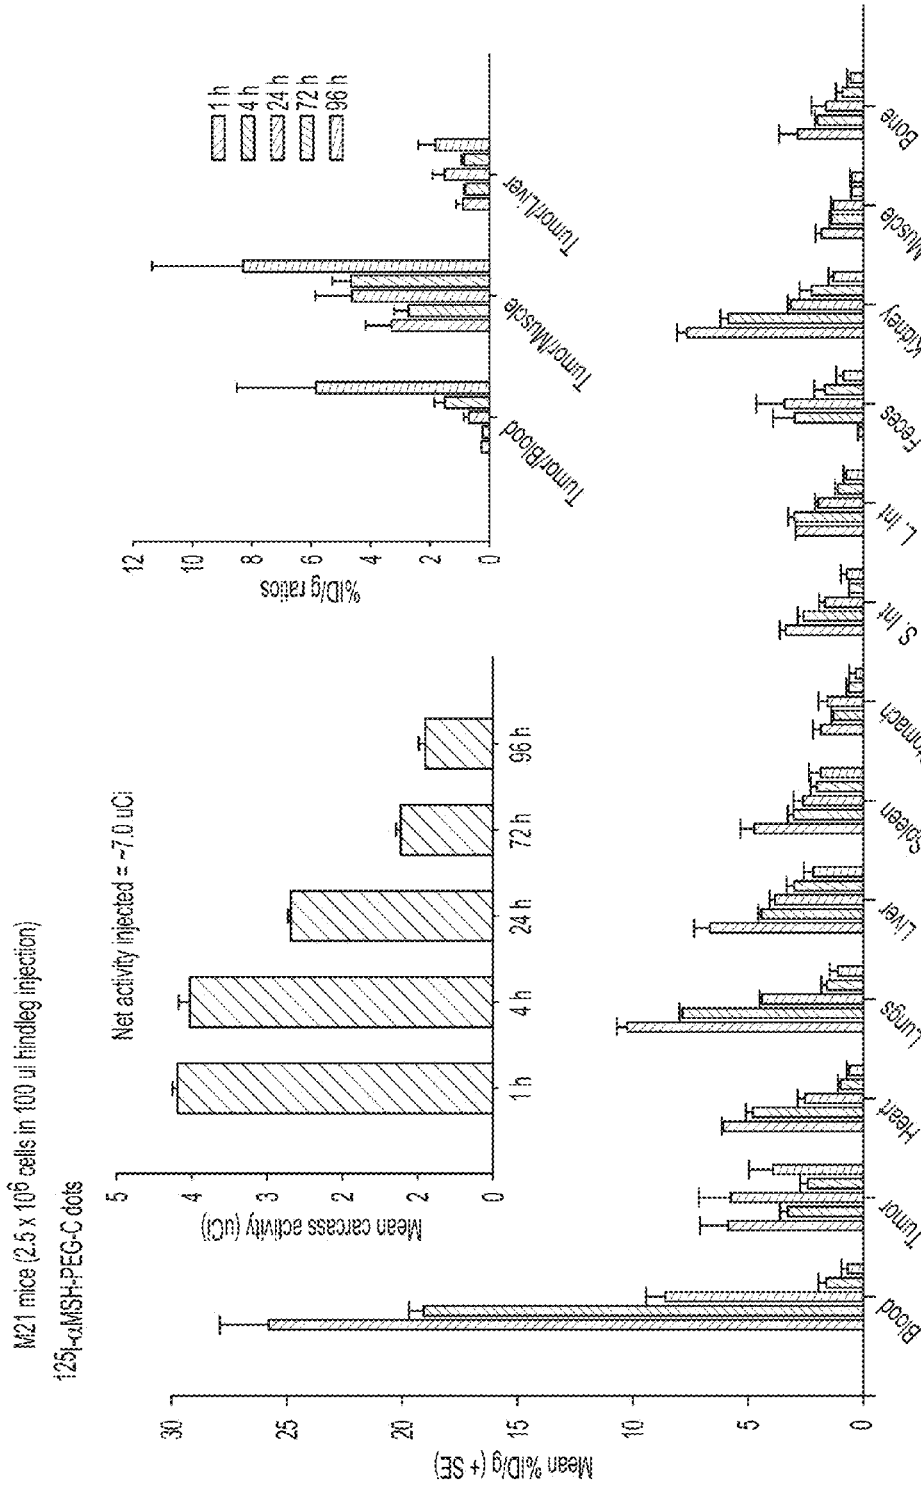 M21 mice (2.5 x 10⁶ cells in 100 ul hindleg injection)
125I-αMSH-PEG-C dots
Net activity injected = ~7.0 uCi
Mean carcass activity (uCi)
5
4
3
2
2
0
1 h
4 h
24 h
72 h
96 h
%ID/g ratios
12
10
8
6
4
2
0
Tumor/Blood
Tumor/Muscle
Tumor/Liver
1 h
4 h
24 h
72 h
96 h
Mean %ID/g (+ SE)
30
25
20
15
10
5
0
Blood
Tumor
Heart
Lungs
Liver
Spleen
tomach
S. Int
L. Int
Feces
Kidney
Muscle
Bone